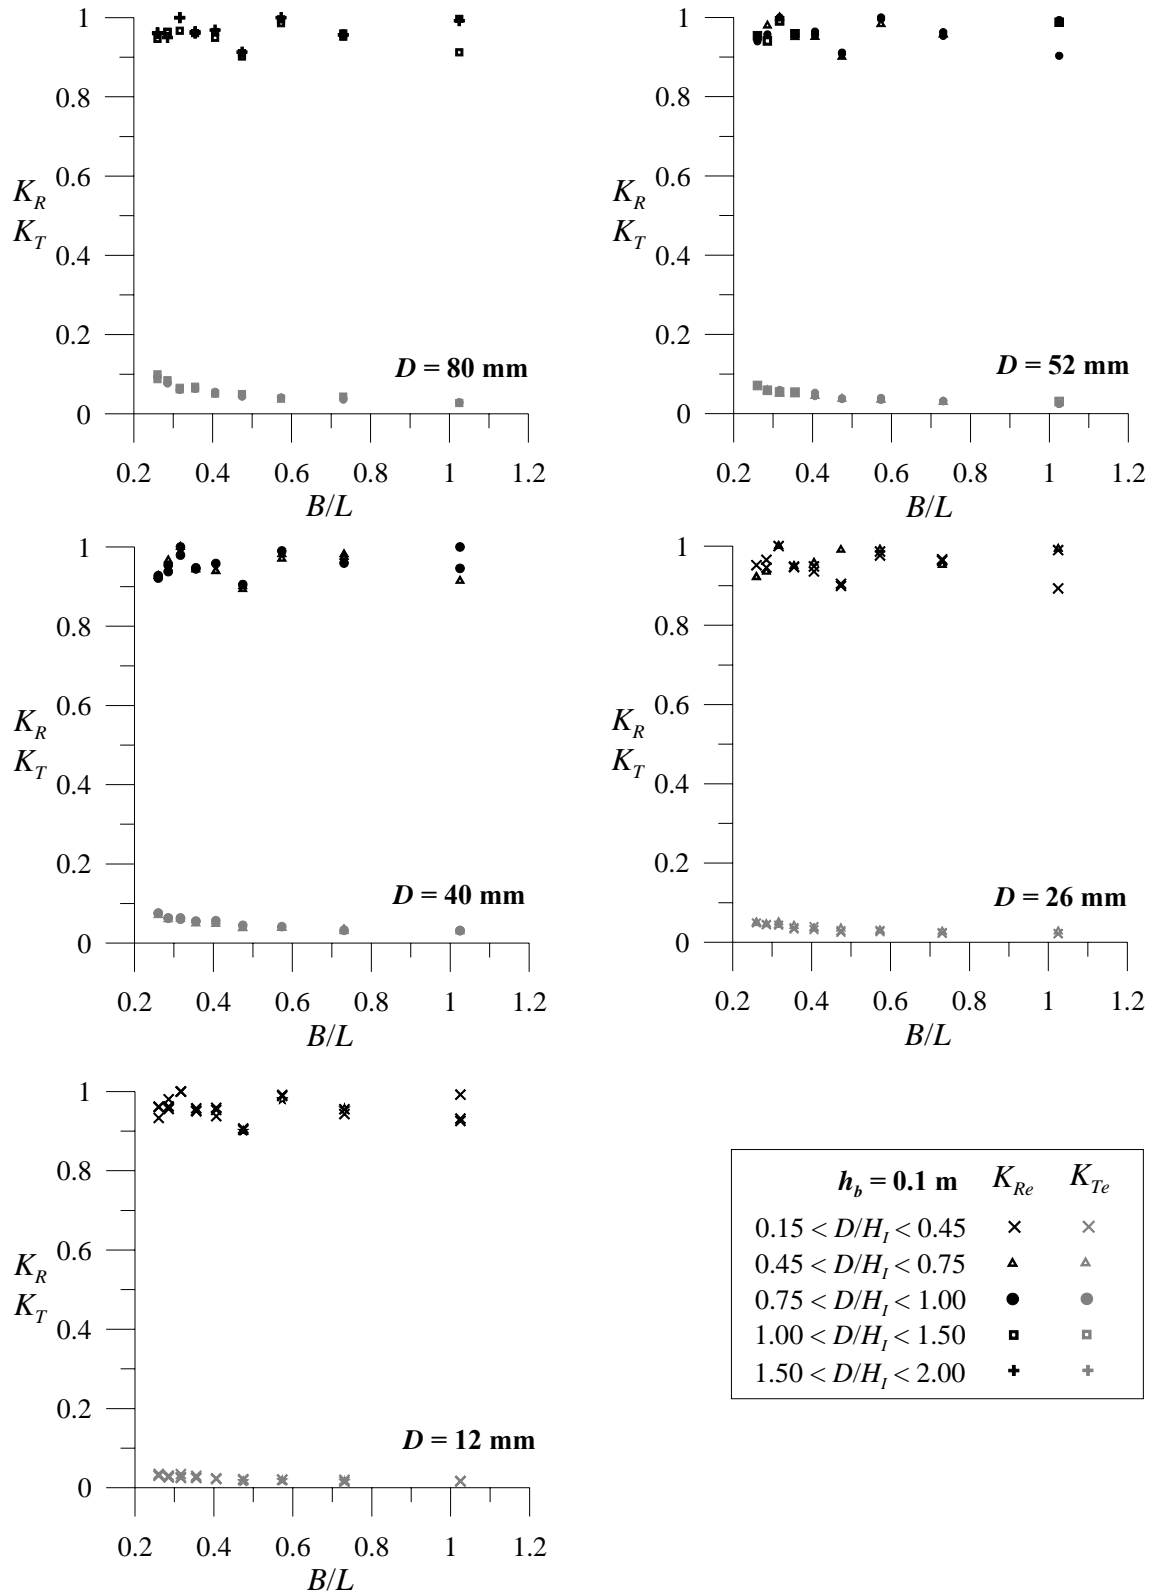 1
0.8
0.6
K_R
K_T
0.4
0.2
0
D = 80 mm
0.2 0.4 0.6 0.8 1 1.2
B/L
1
0.8
0.6
K_R
K_T
0.4
0.2
0
D = 52 mm
0.2 0.4 0.6 0.8 1 1.2
B/L
1
0.8
0.6
K_R
K_T
0.4
0.2
0
D = 40 mm
0.2 0.4 0.6 0.8 1 1.2
B/L
1
0.8
0.6
K_R
K_T
0.4
0.2
0
D = 26 mm
0.2 0.4 0.6 0.8 1 1.2
B/L
1
0.8
0.6
K_R
K_T
0.4
0.2
0
D = 12 mm
0.2 0.4 0.6 0.8 1 1.2
B/L
h_b = 0.1 m K_Re K_Te
0.15 < D/H_I < 0.45
0.45 < D/H_I < 0.75
0.75 < D/H_I < 1.00
1.00 < D/H_I < 1.50
1.50 < D/H_I < 2.00